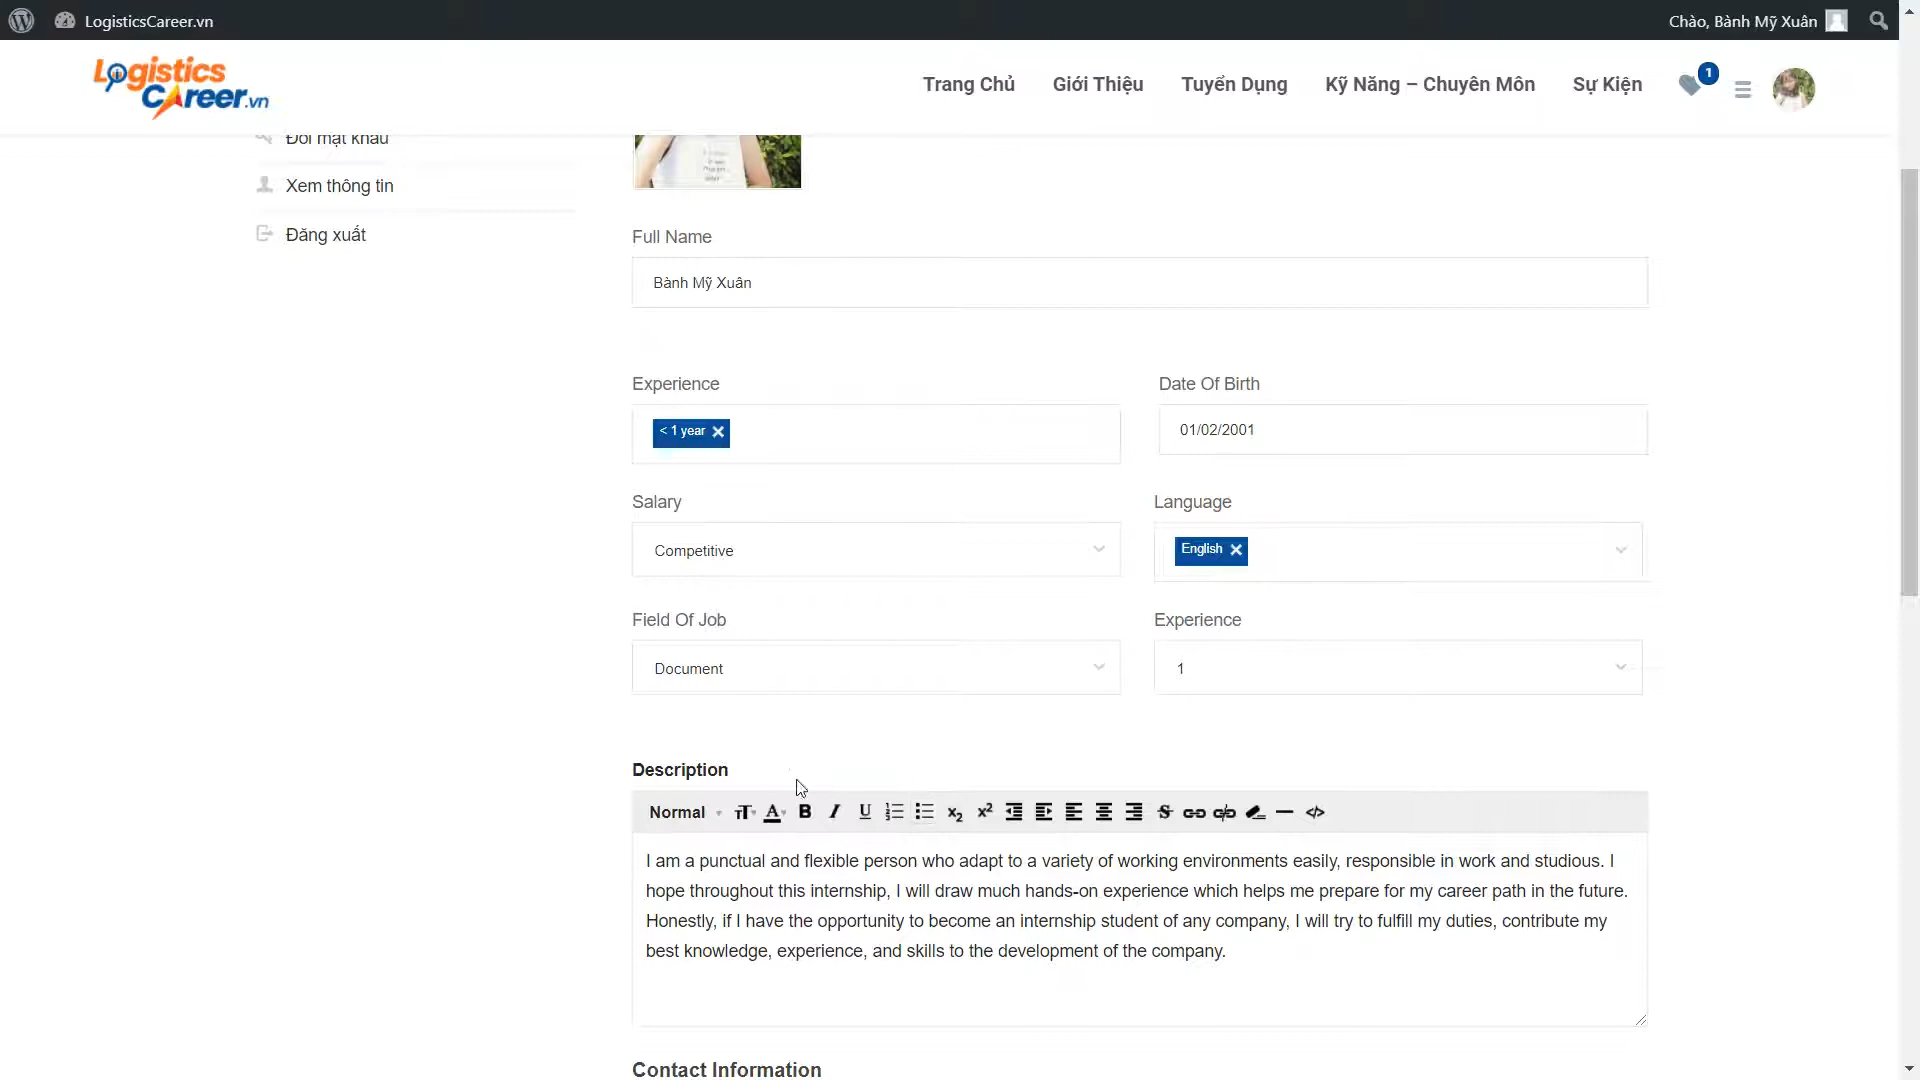 LogisticsCareer.vn
Chào, Bành Mỹ Xuân
Logistics
Career.vn
Trang Chủ
Giới Thiệu
Tuyển Dụng
Kỹ Năng – Chuyên Môn
Sự Kiện
1
Đổi mật khẩu
Xem thông tin
Đăng xuất
Full Name
Bành Mỹ Xuân
Experience
Date Of Birth
< 1 year
01/02/2001
Salary
Language
Competitive
English
Field Of Job
Experience
Document
1
Description
Normal
I am a punctual and flexible person who adapt to a variety of working environments easily, responsible in work and studious. I
hope throughout this internship, I will draw much hands-on experience which helps me prepare for my career path in the future.
Honestly, if I have the opportunity to become an internship student of any company, I will try to fulfill my duties, contribute my
best knowledge, experience, and skills to the development of the company.
Contact Information